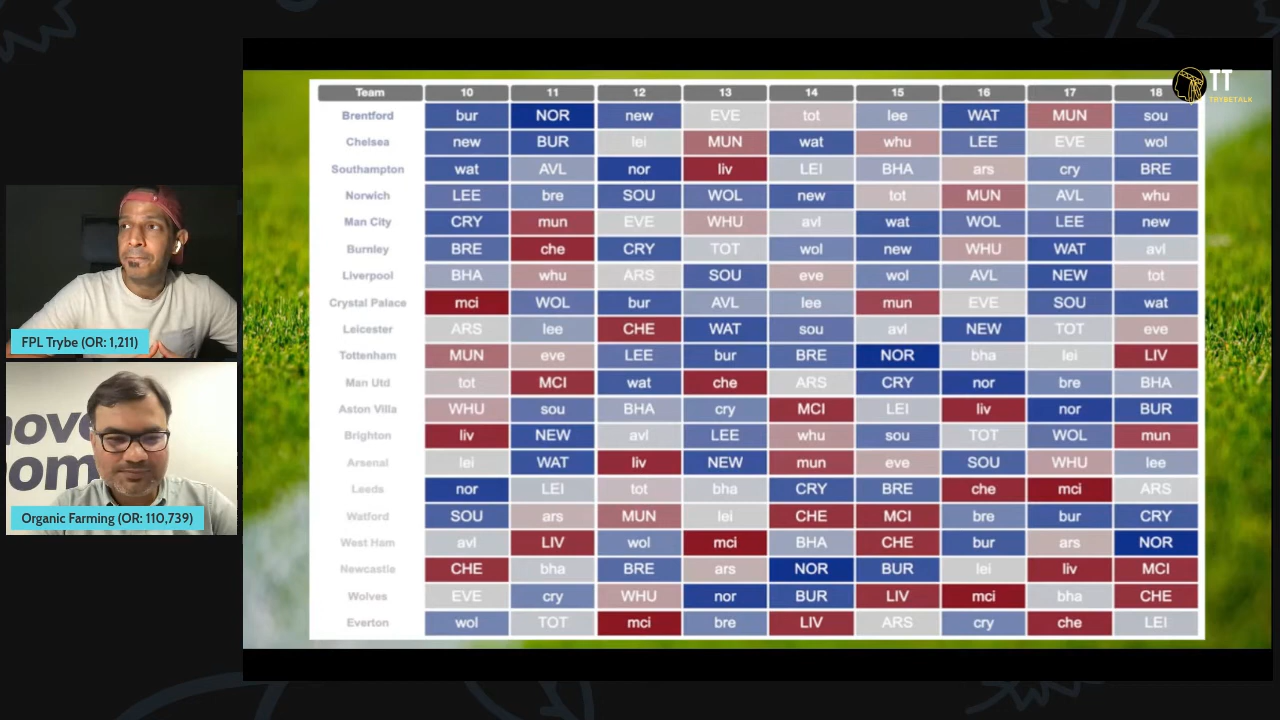 TT
TRYBETALK
Team 10 11 12 13 14 15 16 17 18
Brentford bur NOR new EVE tot lee WAT MUN sou
Chelsea new BUR lei MUN wat whu LEE EVE wol
Southampton wat AVL nor liv LEI BHA ars cry BRE
Norwich LEE bre SOU WOL new tot MUN AVL whu
Man City CRY mun EVE WHU avl wat WOL LEE new
Burnley BRE che CRY TOT wol new WHU WAT avl
Liverpool BHA whu ARS SOU eve wol AVL NEW tot
Crystal Palace mci WOL bur AVL lee mun EVE SOU wat
Leicester ARS lee CHE WAT sou avl NEW TOT eve
Tottenham MUN eve LEE bur BRE NOR bha lei LIV
Man Utd tot MCI wat che ARS CRY nor bre BHA
Aston Villa WHU sou BHA cry MCI LEI liv nor BUR
Brighton liv NEW avl LEE whu sou TOT WOL mun
Arsenal lei WAT liv NEW mun eve SOU WHU lee
Leeds nor LEI tot bha CRY BRE che mci ARS
Watford SOU ars MUN lei CHE MCI bre bur CRY
West Ham avl LIV wol mci BHA CHE bur ars NOR
Newcastle CHE bha BRE ars NOR BUR lei liv MCI
Wolves EVE cry WHU nor BUR LIV mci bha CHE
Everton wol TOT mci bre LIV ARS cry che LEI
FPL Trybe (OR: 1,211)
Organic Farming (OR: 110,739)